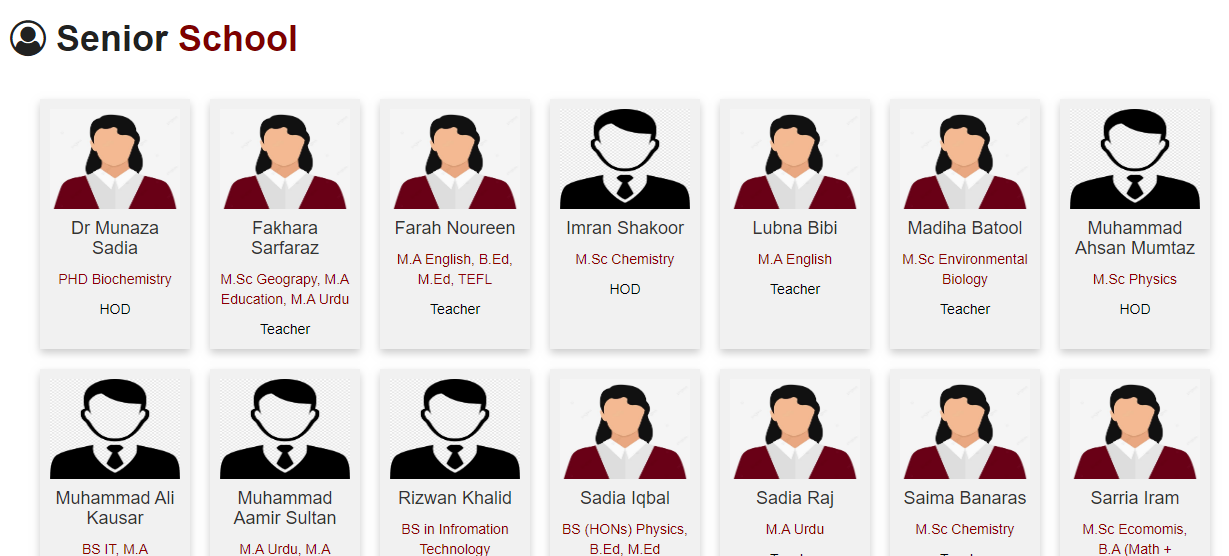 Senior School
Dr Munaza
Sadia
PHD Biochemistry
HOD
Fakhara
Sarfaraz
M.Sc Geograpy, M.A
Education, M.A Urdu
Teacher
Farah Noureen
M.A English, B.Ed,
M.Ed, TEFL
Teacher
Imran Shakoor
M.Sc Chemistry
HOD
Lubna Bibi
M.A English
Teacher
Madiha Batool
M.Sc Environmental
Biology
Teacher
Muhammad
Ahsan Mumtaz
M.Sc Physics
HOD
Muhammad Ali
Kausar
BS IT, M.A
Muhammad
Aamir Sultan
M.A Urdu, M.A
Rizwan Khalid
BS in Infromation
Technology
Sadia Iqbal
BS (HONs) Physics,
B.Ed, M.Ed
Sadia Raj
M.A Urdu
Saima Banaras
M.Sc Chemistry
Sarria Iram
M.Sc Ecomomis,
B.A (Math +